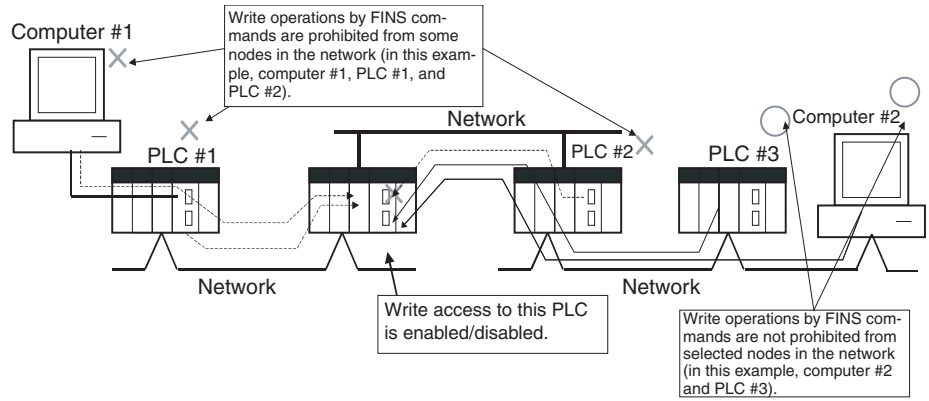 Write operations by FINS com-
mands are prohibited from some
nodes in the network (in this exam-
ple, computer #1, PLC #1, and
PLC #2).
Computer #1
Network
Computer #2
PLC #1
PLC #2
PLC #3
Network
Network
Write access to this PLC
is enabled/disabled.
Write operations by FINS com-
mands are not prohibited from
selected nodes in the network
(in this example, computer #2
and PLC #3).